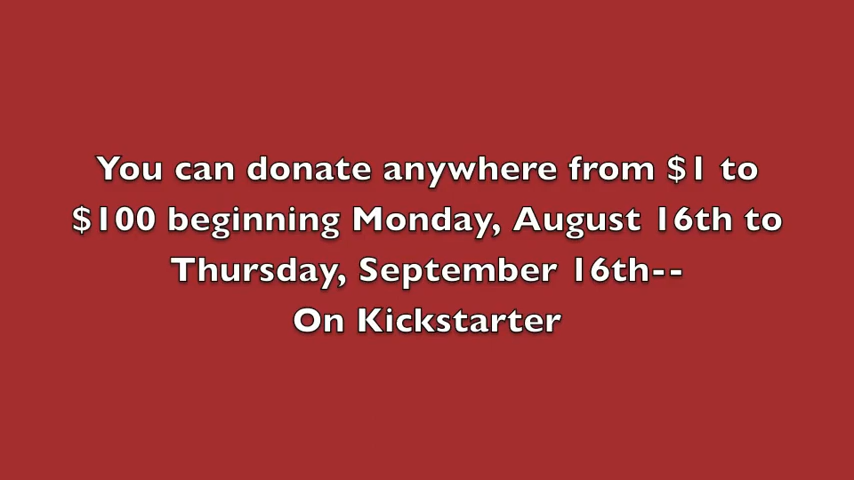 You can donate anywhere from $1 to
$100 beginning Monday, August 16th to
Thursday, September 16th--
On Kickstarter